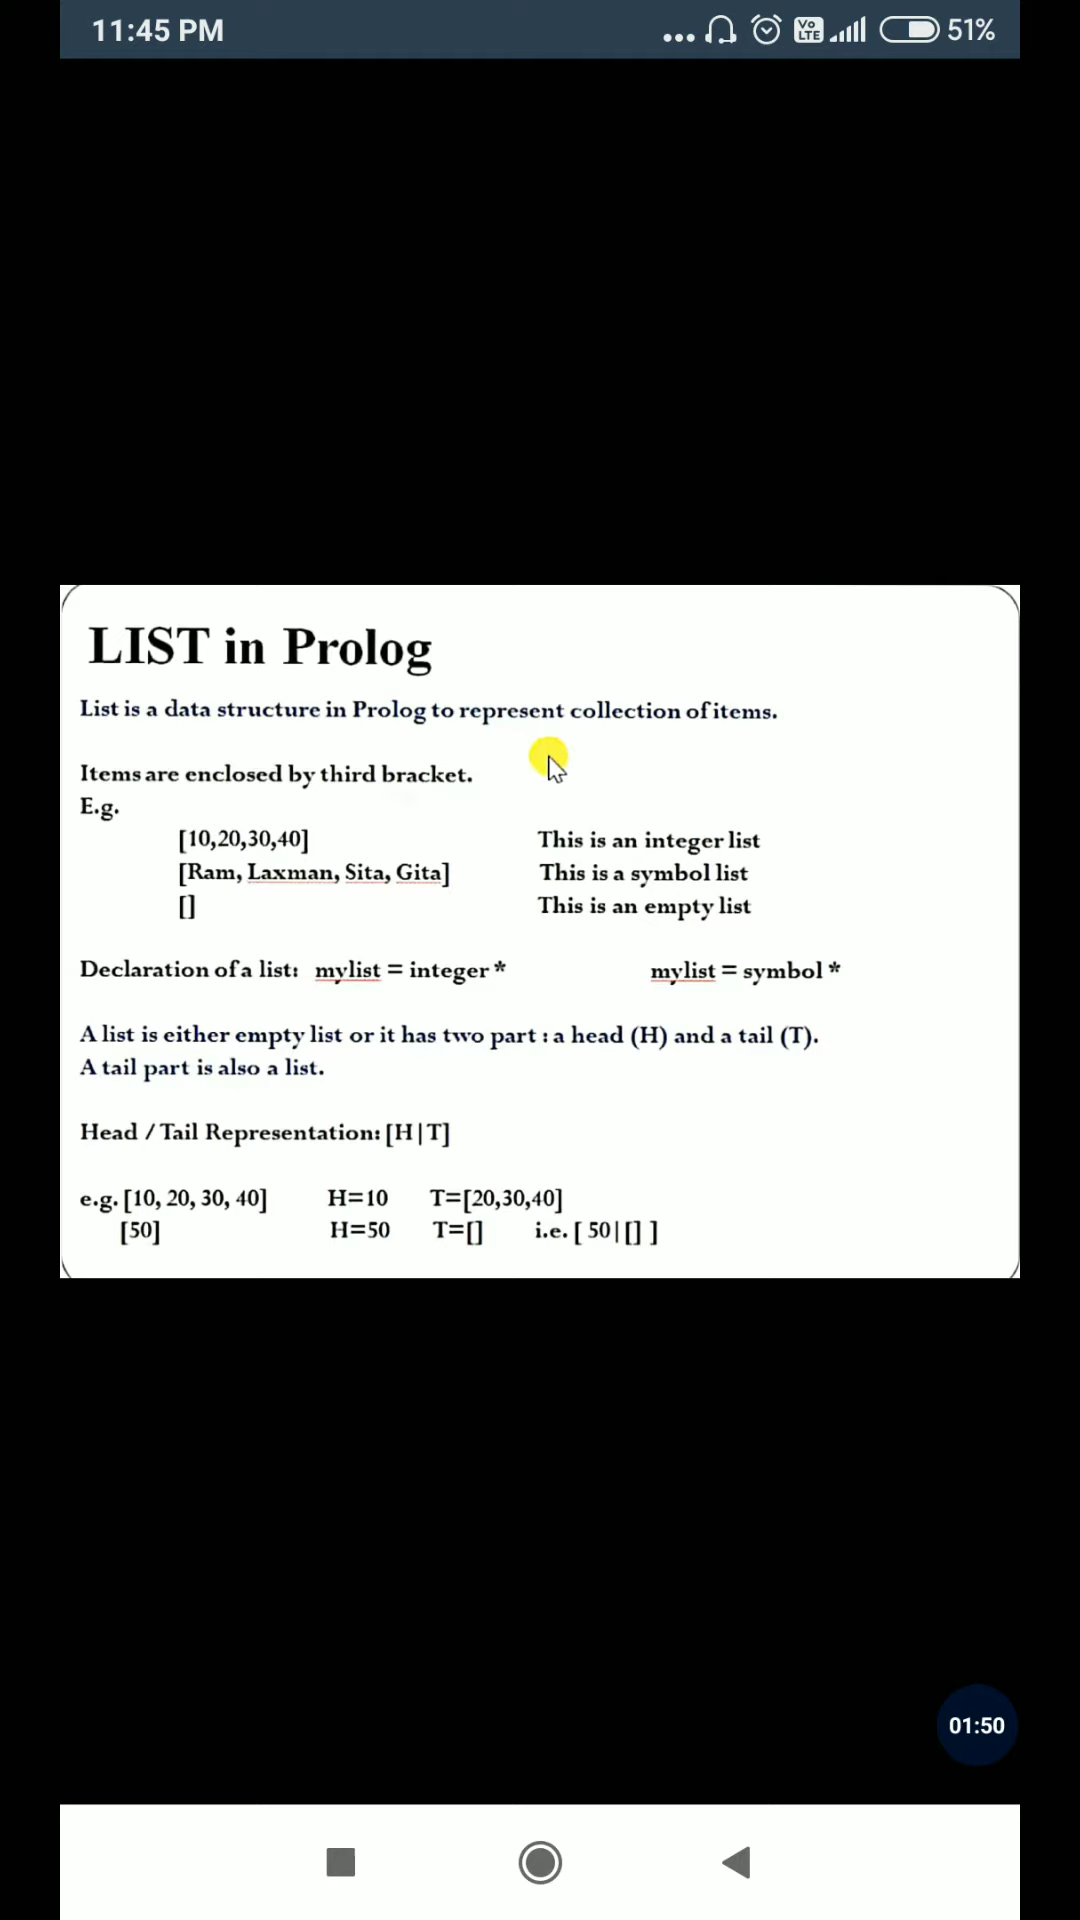 11:45 PM
Vo LTE
51%
LIST in Prolog
List is a data structure in Prolog to represent collection of items.
Items are enclosed by third bracket.
E.g.
[10,20,30,40] This is an integer list
[Ram, Laxman, Sita, Gita] This is a symbol list
[] This is an empty list
Declaration of a list: mylist = integer * mylist = symbol *
A list is either empty list or it has two part : a head (H) and a tail (T).
A tail part is also a list.
Head / Tail Representation: [H|T]
e.g. [10, 20, 30, 40] H=10 T=[20,30,40]
[50] H=50 T=[] i.e. [ 50|[] ]
01:50